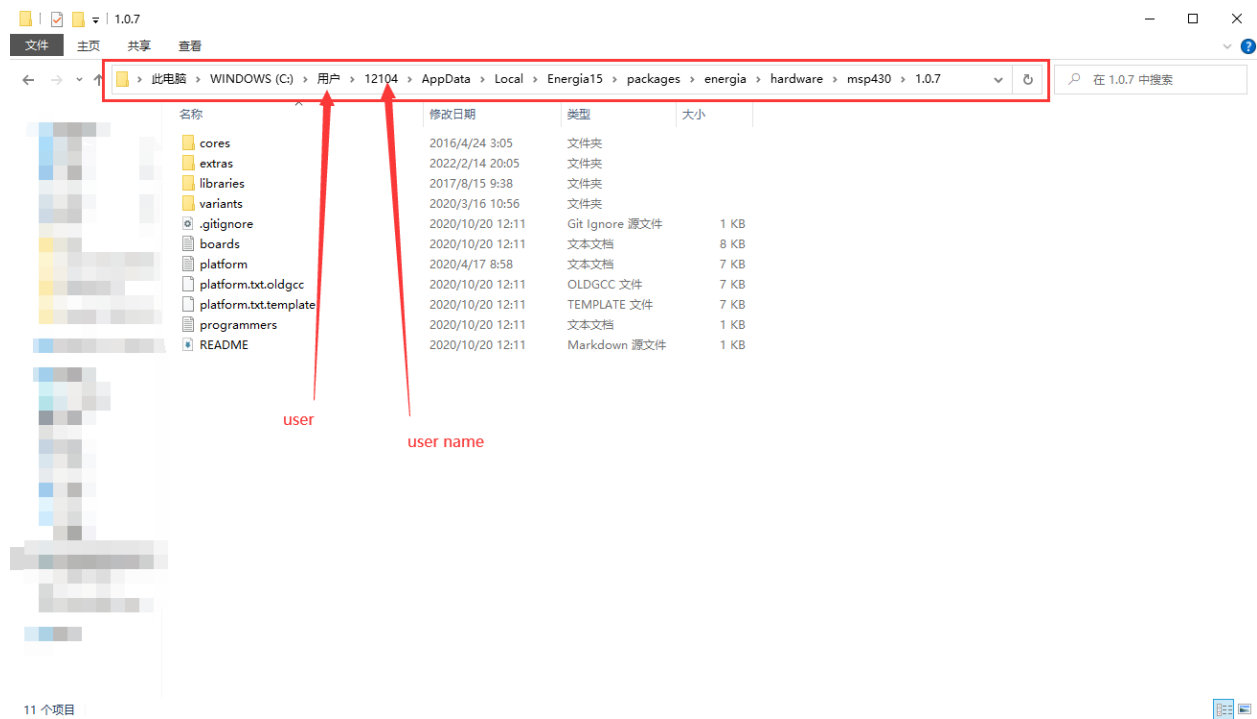 1.0.7
文件 主页 共享 查看
此电脑 › WINDOWS (C:) › 用户 › 12104 › AppData › Local › Energia15 › packages › energia › hardware › msp430 › 1.0.7 在 1.0.7 中搜索
名称 修改日期 类型 大小
cores 2016/4/24 3:05 文件夹
extras 2022/2/14 20:05 文件夹
libraries 2017/8/15 9:38 文件夹
variants 2020/3/16 10:56 文件夹
.gitignore 2020/10/20 12:11 Git Ignore 源文件 1 KB
boards 2020/10/20 12:11 文本文档 8 KB
platform 2020/4/17 8:58 文本文档 7 KB
platform.txt.oldgcc 2020/10/20 12:11 OLDGCC 文件 7 KB
platform.txt.template 2020/10/20 12:11 TEMPLATE 文件 7 KB
programmers 2020/10/20 12:11 文本文档 1 KB
README 2020/10/20 12:11 Markdown 源文件 1 KB
user
user name
11 个项目